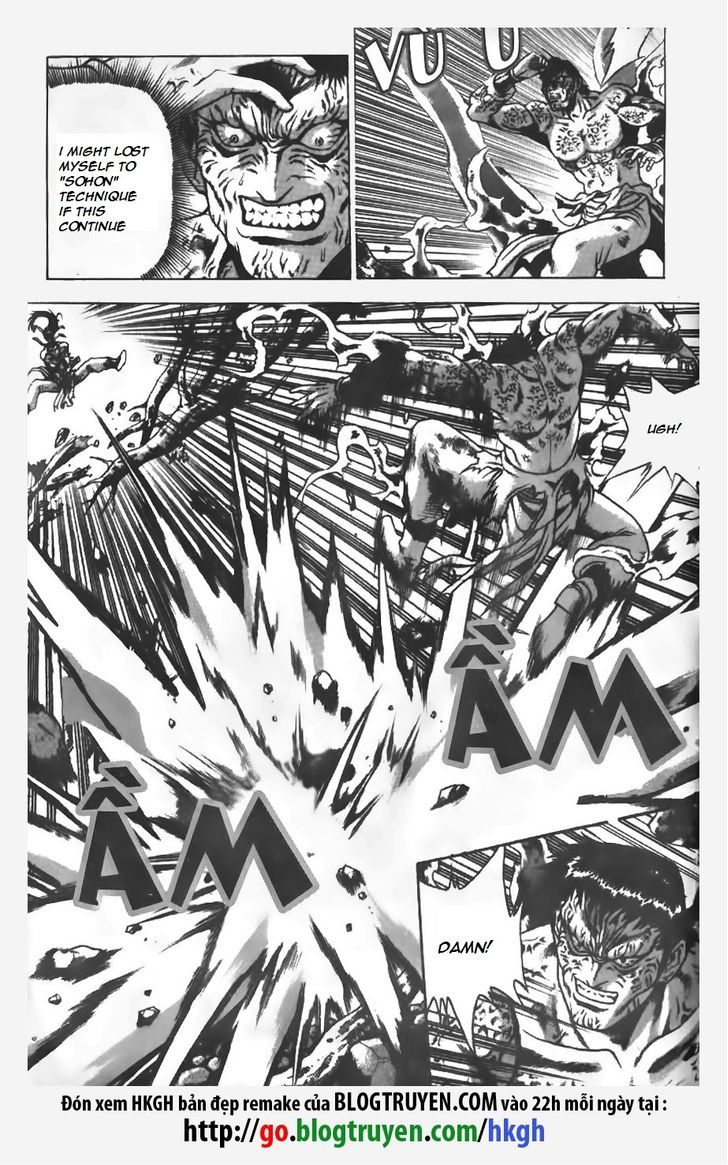 I MIGHT LOST
MYSELF TO
"SOHON"
TECHNIQUE
IF THIS
CONTINUE
VÙ Ù
UGH!
ẦM
ẦM
DAMN!
Đón xem HKGH bản đẹp remake của BLOGTRUYEN.COM vào 22h mỗi ngày tại :
http://go.blogtruyen.com/hkgh